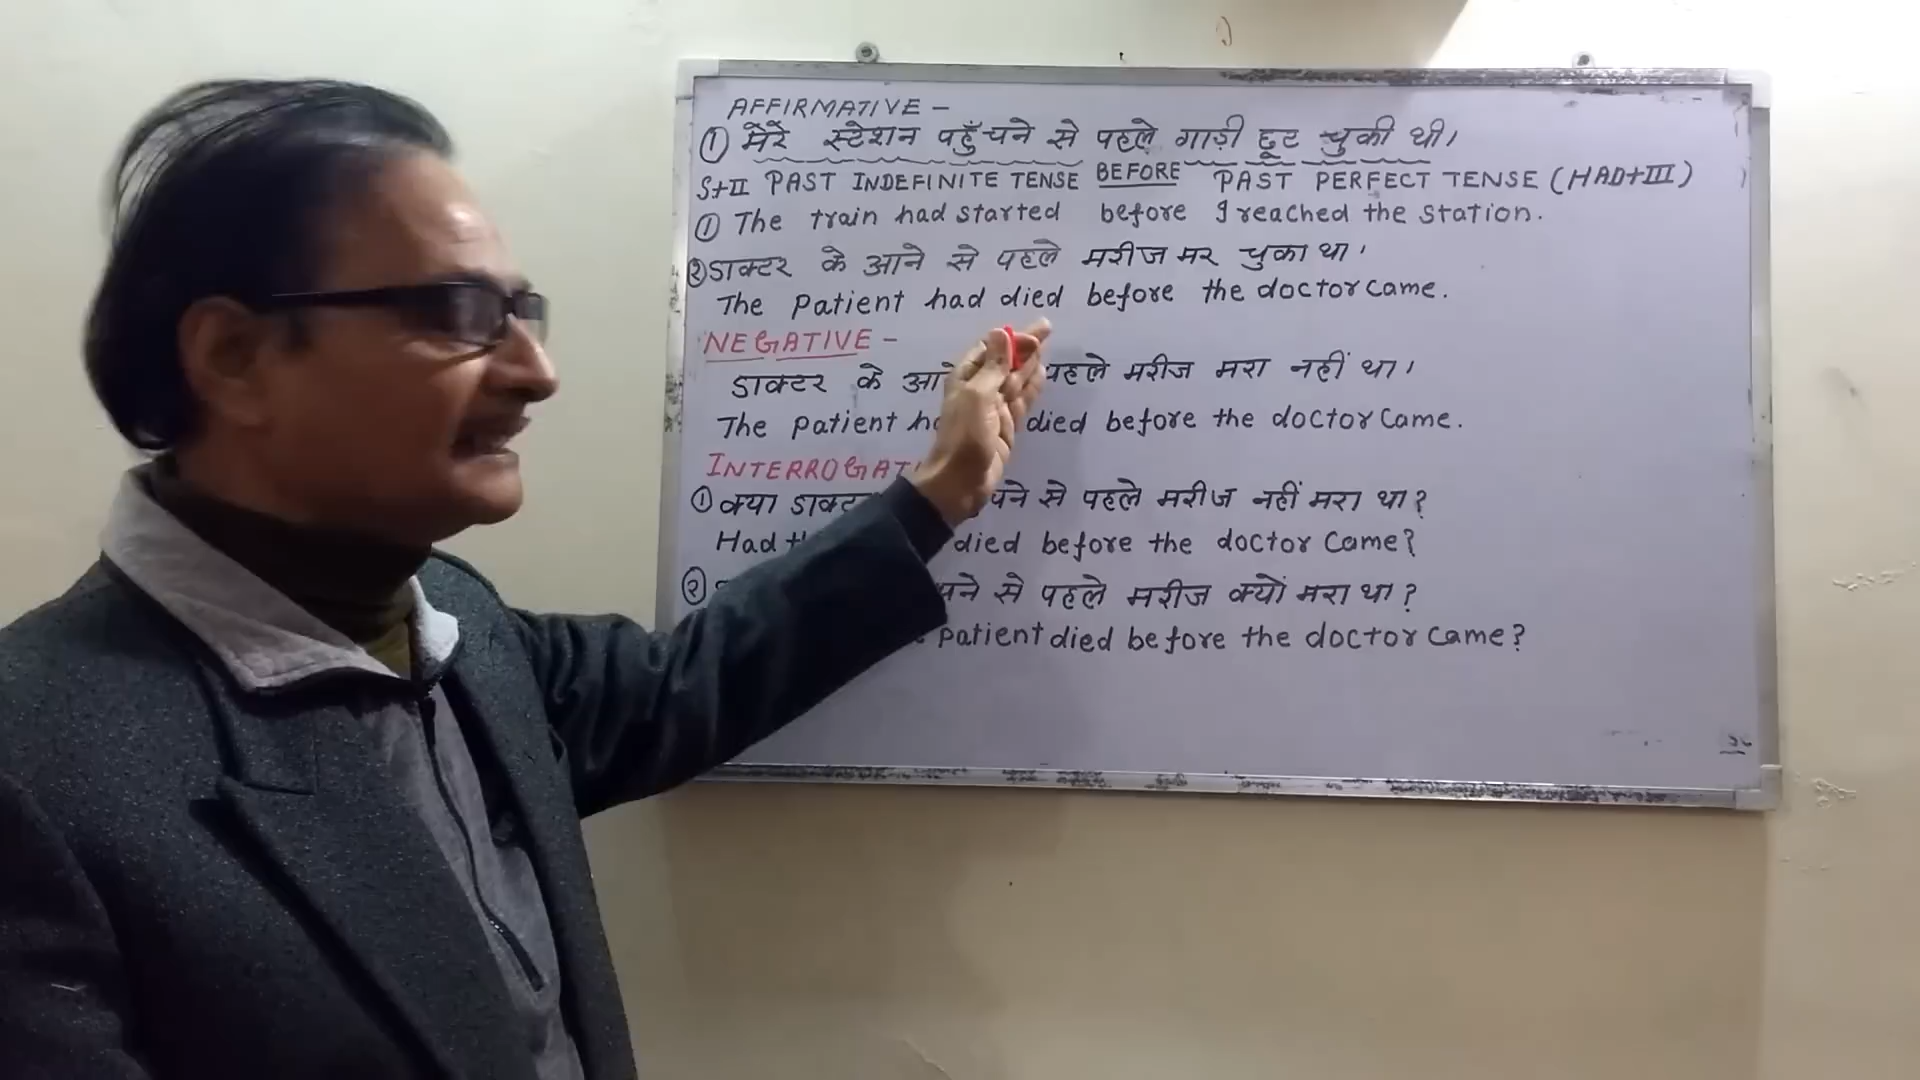 AFFIRMATIVE -
① मेरे स्टेशन पहुँचने से पहले गाड़ी छूट चुकी थी।
S+II PAST INDEFINITE TENSE BEFORE PAST PERFECT TENSE (HAD+III)
① The train had started before I reached the station.
② डाक्टर के आने से पहले मरीज मर चुका था।
The patient had died before the doctor came.
NEGATIVE -
डाक्टर के पहले मरीज मरा नहीं था।
The patient died before the doctor came.
① क्या से पहले मरीज नहीं मरा था?
Had died before the doctor came?
② से पहले मरीज क्यों मरा था?
patient died before the doctor came?